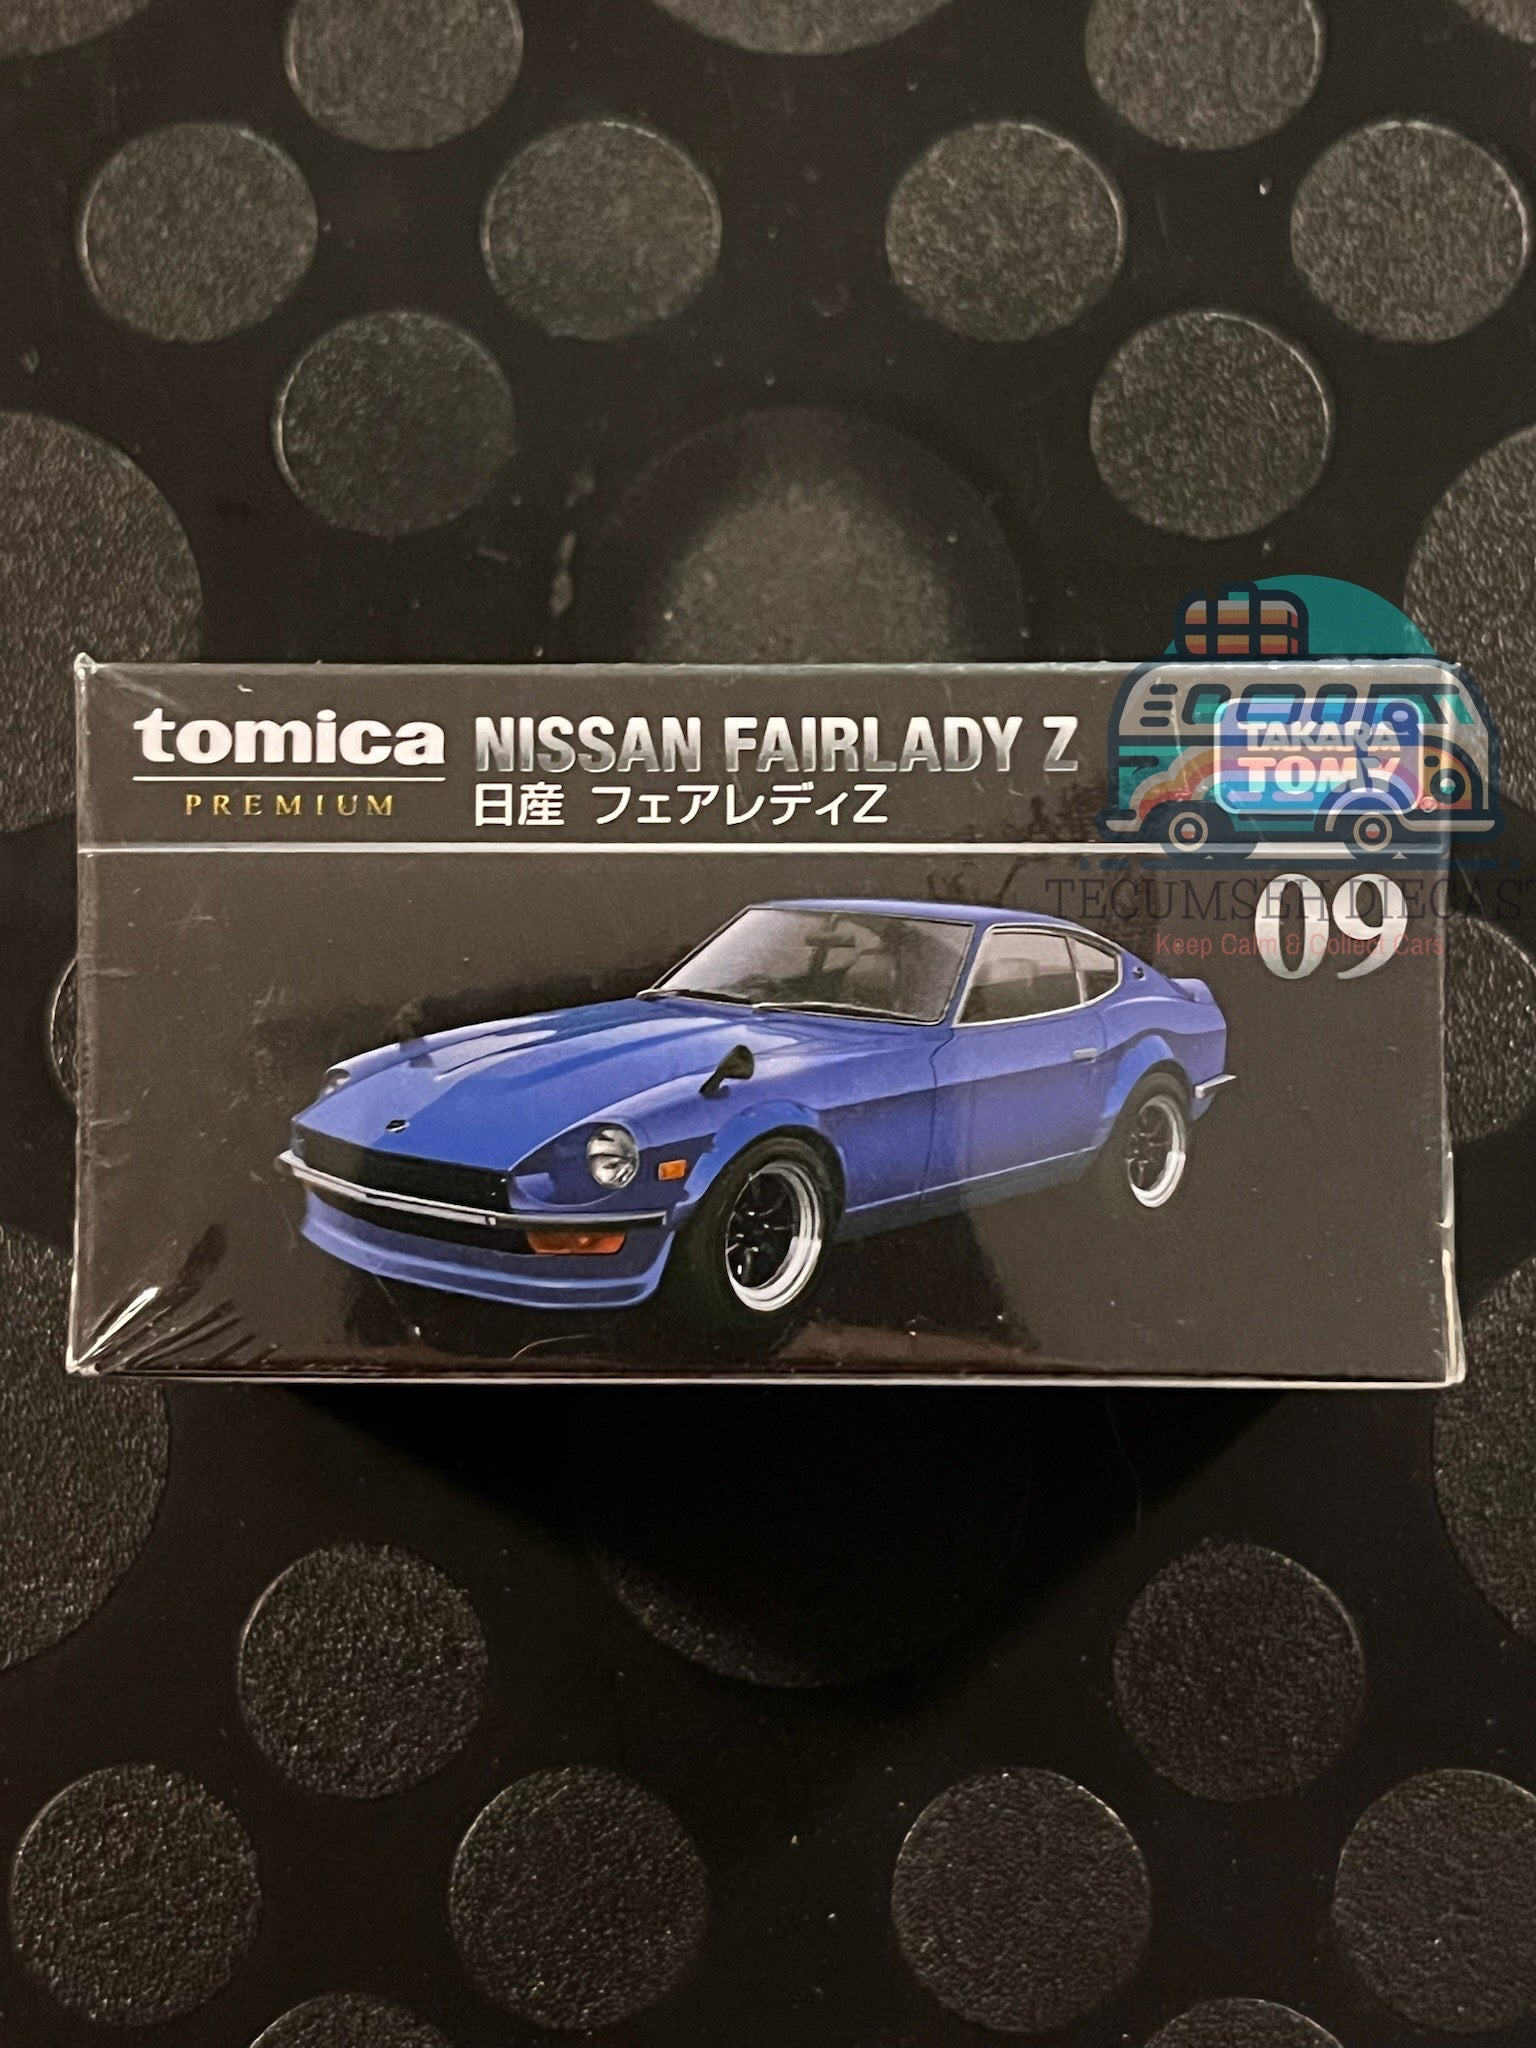 tomica
PREMIUM
NISSAN FAIRLADY Z
日産 フェアレディZ
TAKARA
TOMY
TECUMSEH DIECAST
Keep Calm & Collect Cars
09